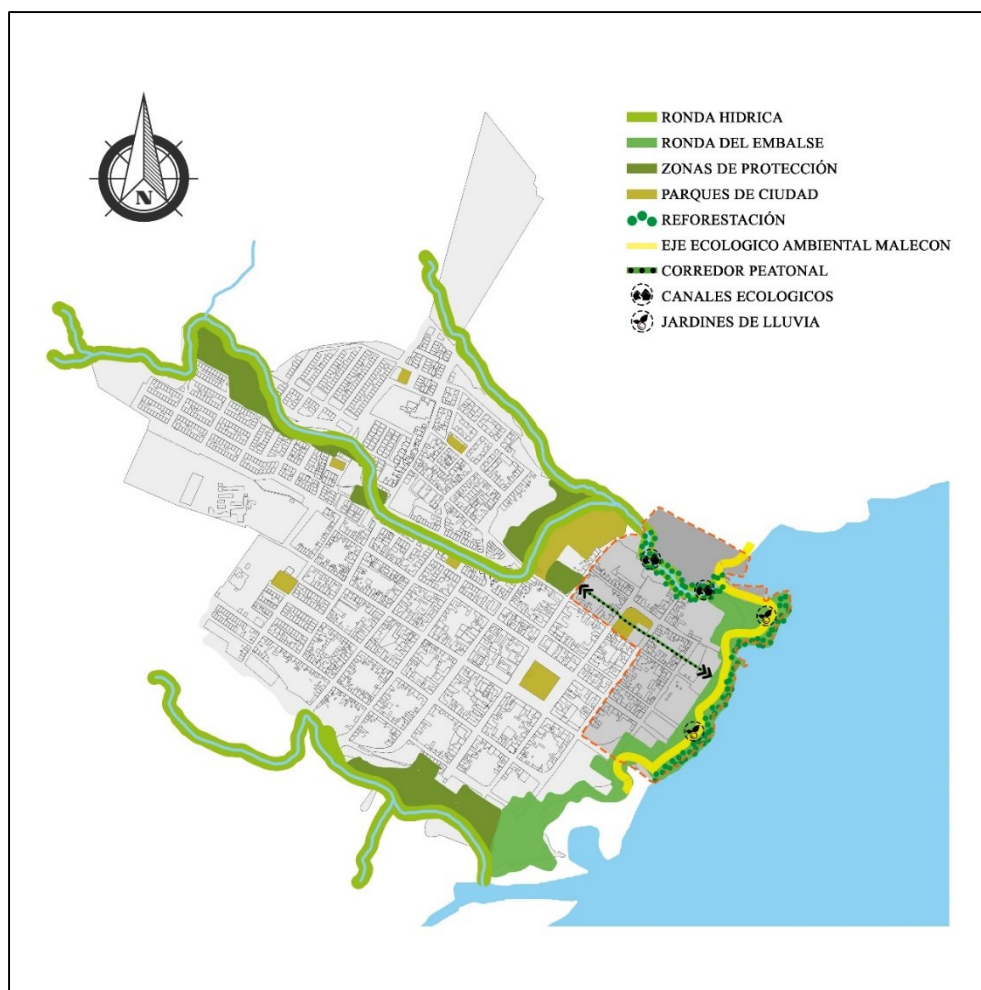 N
RONDA HIDRICA
RONDA DEL EMBALSE
ZONAS DE PROTECCIÓN
PARQUES DE CIUDAD
REFORESTACIÓN
EJE ECOLOGICO AMBIENTAL MALECON
CORREDOR PEATONAL
CANALES ECOLOGICOS
JARDINES DE LLUVIA